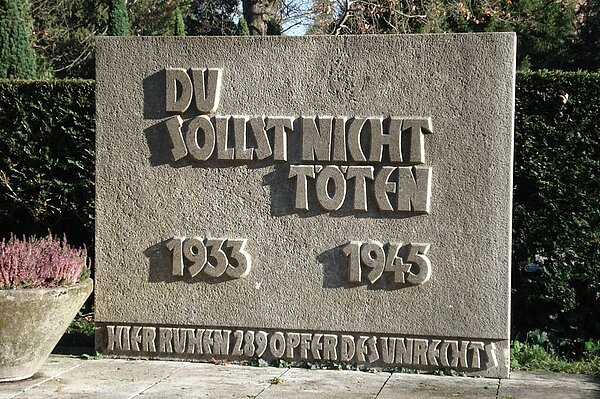 DU
SOLLST NICHT
TÖTEN
1933 1945
HIER RUHEN 289 OPFER DES UNRECHTS